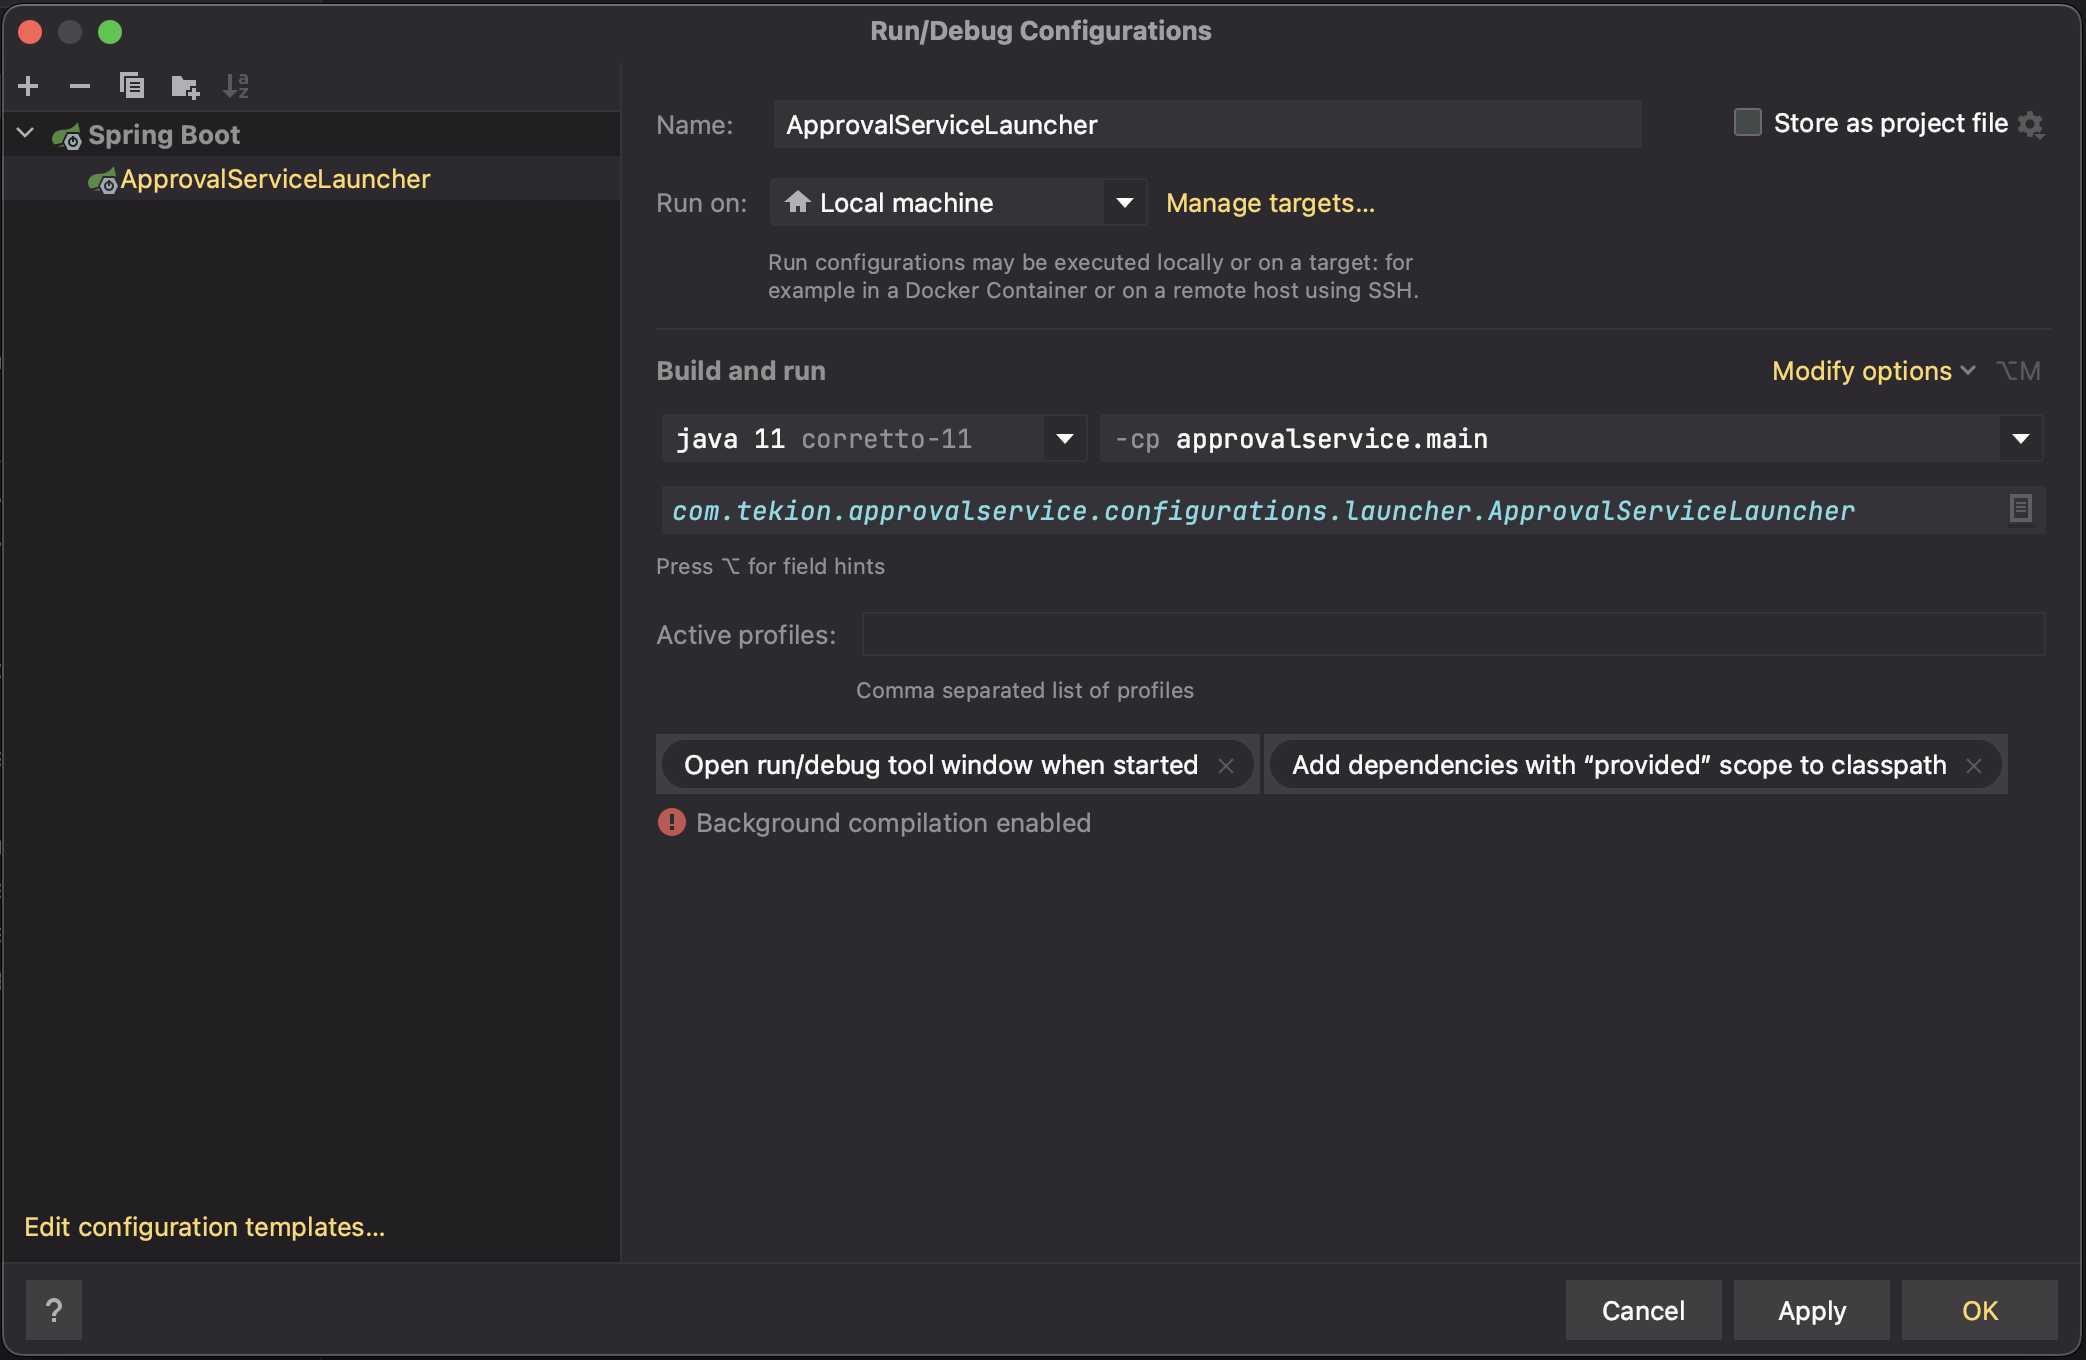 Run/Debug Configurations
Spring Boot
ApprovalServiceLauncher
Edit configuration templates...
Name: ApprovalServiceLauncher
Store as project file
Run on: Local machine Manage targets...
Run configurations may be executed locally or on a target: for
example in a Docker Container or on a remote host using SSH.
Build and run
Modify options ⌥M
java 11 corretto-11
-cp approvalservice.main
com.tekion.approvalservice.configurations.launcher.ApprovalServiceLauncher
Press ⌥ for field hints
Active profiles:
Comma separated list of profiles
Open run/debug tool window when started ×
Add dependencies with “provided” scope to classpath ×
Background compilation enabled
?
Cancel
Apply
OK